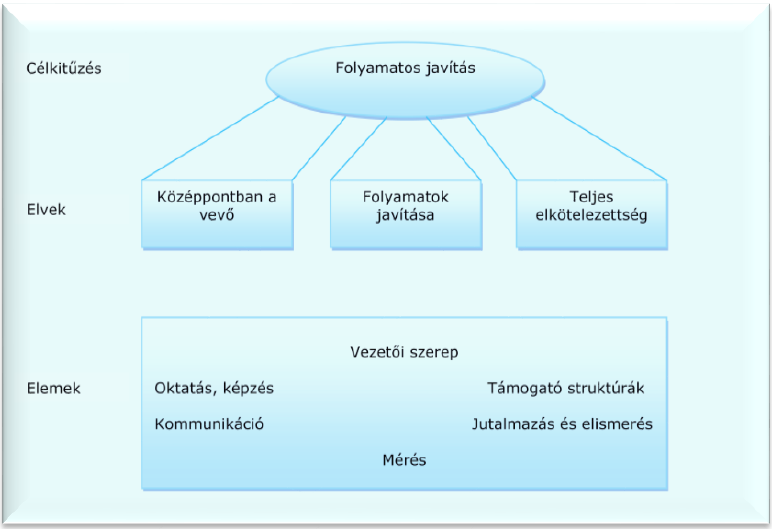 Célkitűzés
Folyamatos javítás
Elvek
Középpontban a
vevő
Folyamatok
javítása
Teljes
elkötelezettség
Elemek
Vezetői szerep
Oktatás, képzés
Támogató struktúrák
Kommunikáció
Jutalmazás és elismerés
Mérés